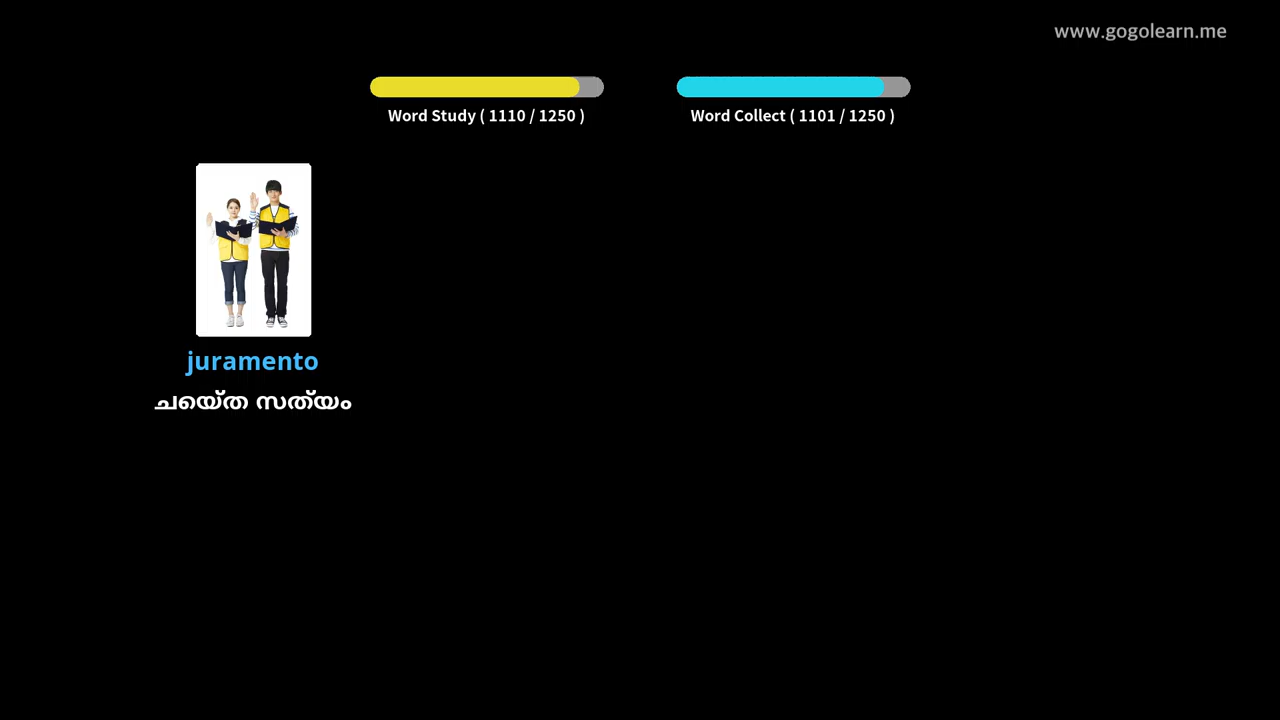 www.gogolearn.me
Word Study ( 1110 / 1250 )
Word Collect ( 1101 / 1250 )
juramento
ചയ്തെ സത്യം